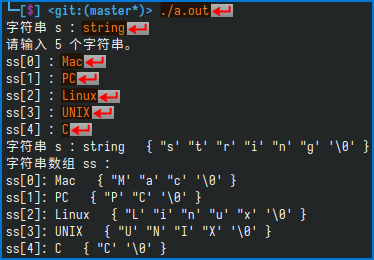 [$] <git:(master*)> ./a.out
字符串 s : string
请输入 5 个字符串。
ss[0] : Mac
ss[1] : PC
ss[2] : Linux
ss[3] : UNIX
ss[4] : C
字符串 s : string   { "s' "t' "r' "i' "n' "g' '\0' }
字符串数组 ss :
ss[0]: Mac   { "M' "a' "c' '\0' }
ss[1]: PC   { "P' "C' '\0' }
ss[2]: Linux   { "L' "i' "n' "u' "x' '\0' }
ss[3]: UNIX   { "U' "N' "I' "X' '\0' }
ss[4]: C   { "C' '\0' }